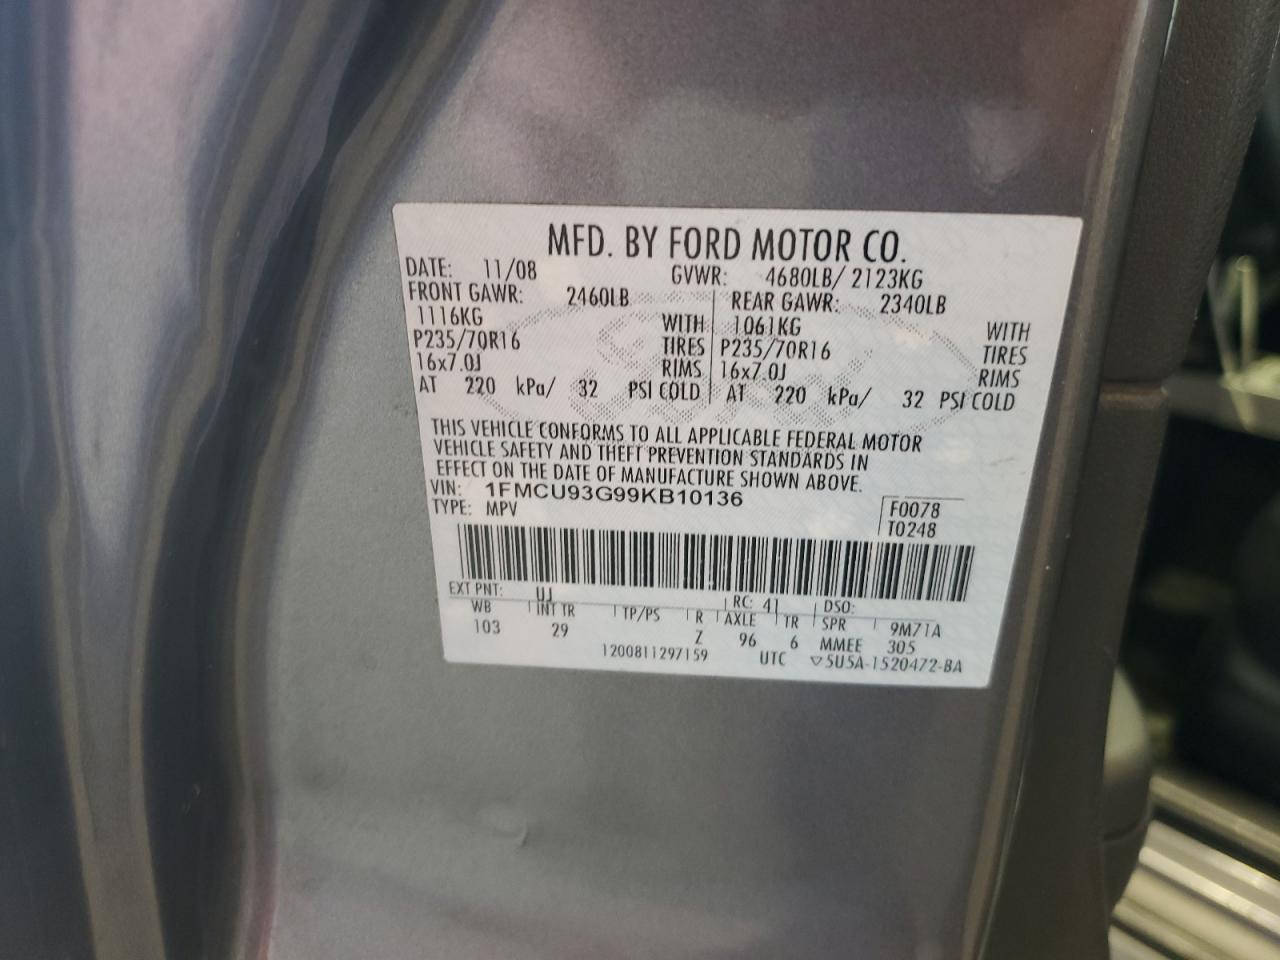 MFD. BY FORD MOTOR CO.
DATE: 11/08 GVWR: 4680LB/ 2123KG
FRONT GAWR: 2460LB REAR GAWR: 2340LB
1116KG WITH 1061KG WITH
P235/70R16 TIRES P235/70R16 TIRES
16x7.0J RIMS 16x7.0J RIMS
AT 220 kPa/ 32 PSI COLD AT 220 kPa/ 32 PSI COLD
THIS VEHICLE CONFORMS TO ALL APPLICABLE FEDERAL MOTOR
VEHICLE SAFETY AND THEFT PREVENTION STANDARDS IN
EFFECT ON THE DATE OF MANUFACTURE SHOWN ABOVE.
VIN: 1FMCU93G99KB10136
TYPE: MPV F0078
T0248
EXT PNT: UJ RC: 41 DSO:
WB INT TR TP/PS R AXLE TR SPR 9M71A
103 29 Z 96 6 MMEE 305
1200811297159 UTC ▽5U5A-1520472-BA